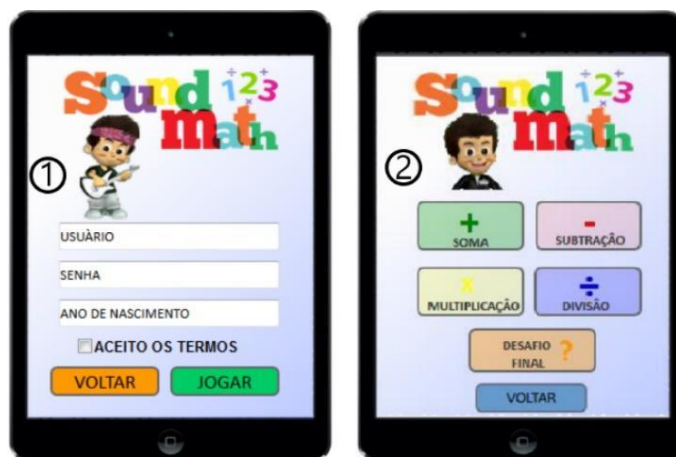 Sound 123
Math
1
USUÀRIO
SENHA
ANO DE NASCIMENTO
ACEITO OS TERMOS
VOLTAR JOGAR
Sound 123
Math
2
+ -
SOMA SUBTRAÇÃO
x ÷
MULTIPLICAÇÃO DIVISÃO
DESAFIO ?
FINAL
VOLTAR